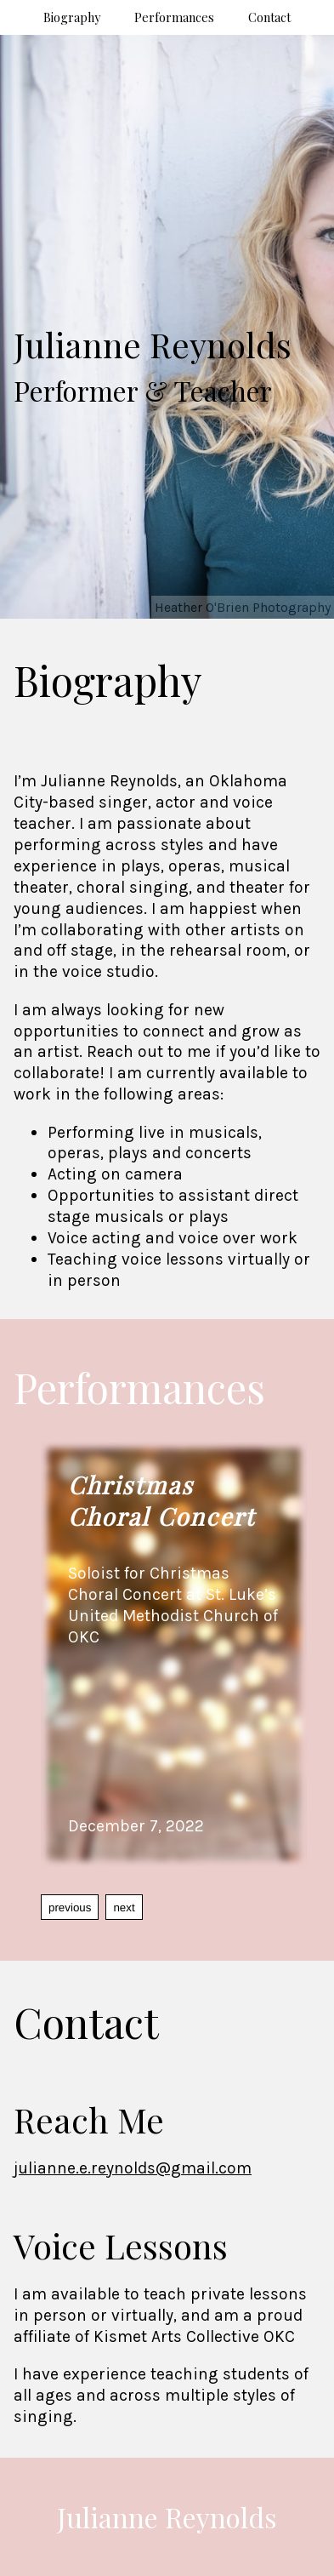 Biography Performances Contact
Julianne Reynolds
Performer & Teacher
Heather O'Brien Photography
Biography
I’m Julianne Reynolds, an Oklahoma
City-based singer, actor and voice
teacher. I am passionate about
performing across styles and have
experience in plays, operas, musical
theater, choral singing, and theater for
young audiences. I am happiest when
I’m collaborating with other artists on
and off stage, in the rehearsal room, or
in the voice studio.
I am always looking for new
opportunities to connect and grow as
an artist. Reach out to me if you’d like to
collaborate! I am currently available to
work in the following areas:
• Performing live in musicals,
operas, plays and concerts
• Acting on camera
• Opportunities to assistant direct
stage musicals or plays
• Voice acting and voice over work
• Teaching voice lessons virtually or
in person
Performances
Christmas
Choral Concert
Soloist for Christmas
Choral Concert at St. Luke's
United Methodist Church of
OKC
December 7, 2022
previous next
Contact
Reach Me
julianne.e.reynolds@gmail.com
Voice Lessons
I am available to teach private lessons
in person or virtually, and am a proud
affiliate of Kismet Arts Collective OKC
I have experience teaching students of
all ages and across multiple styles of
singing.
Julianne Reynolds